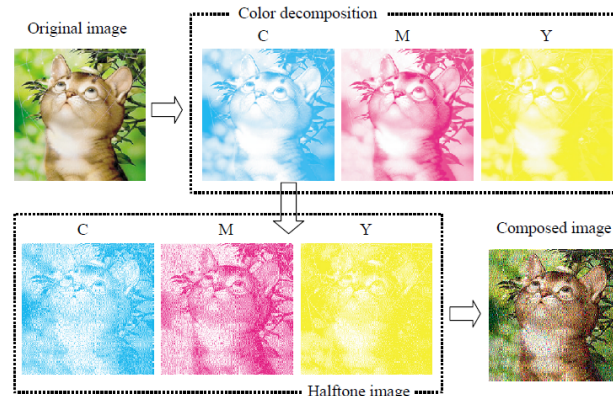 Color decomposition
Original image
C
M
Y
C
M
Y
Composed image
Halftone image